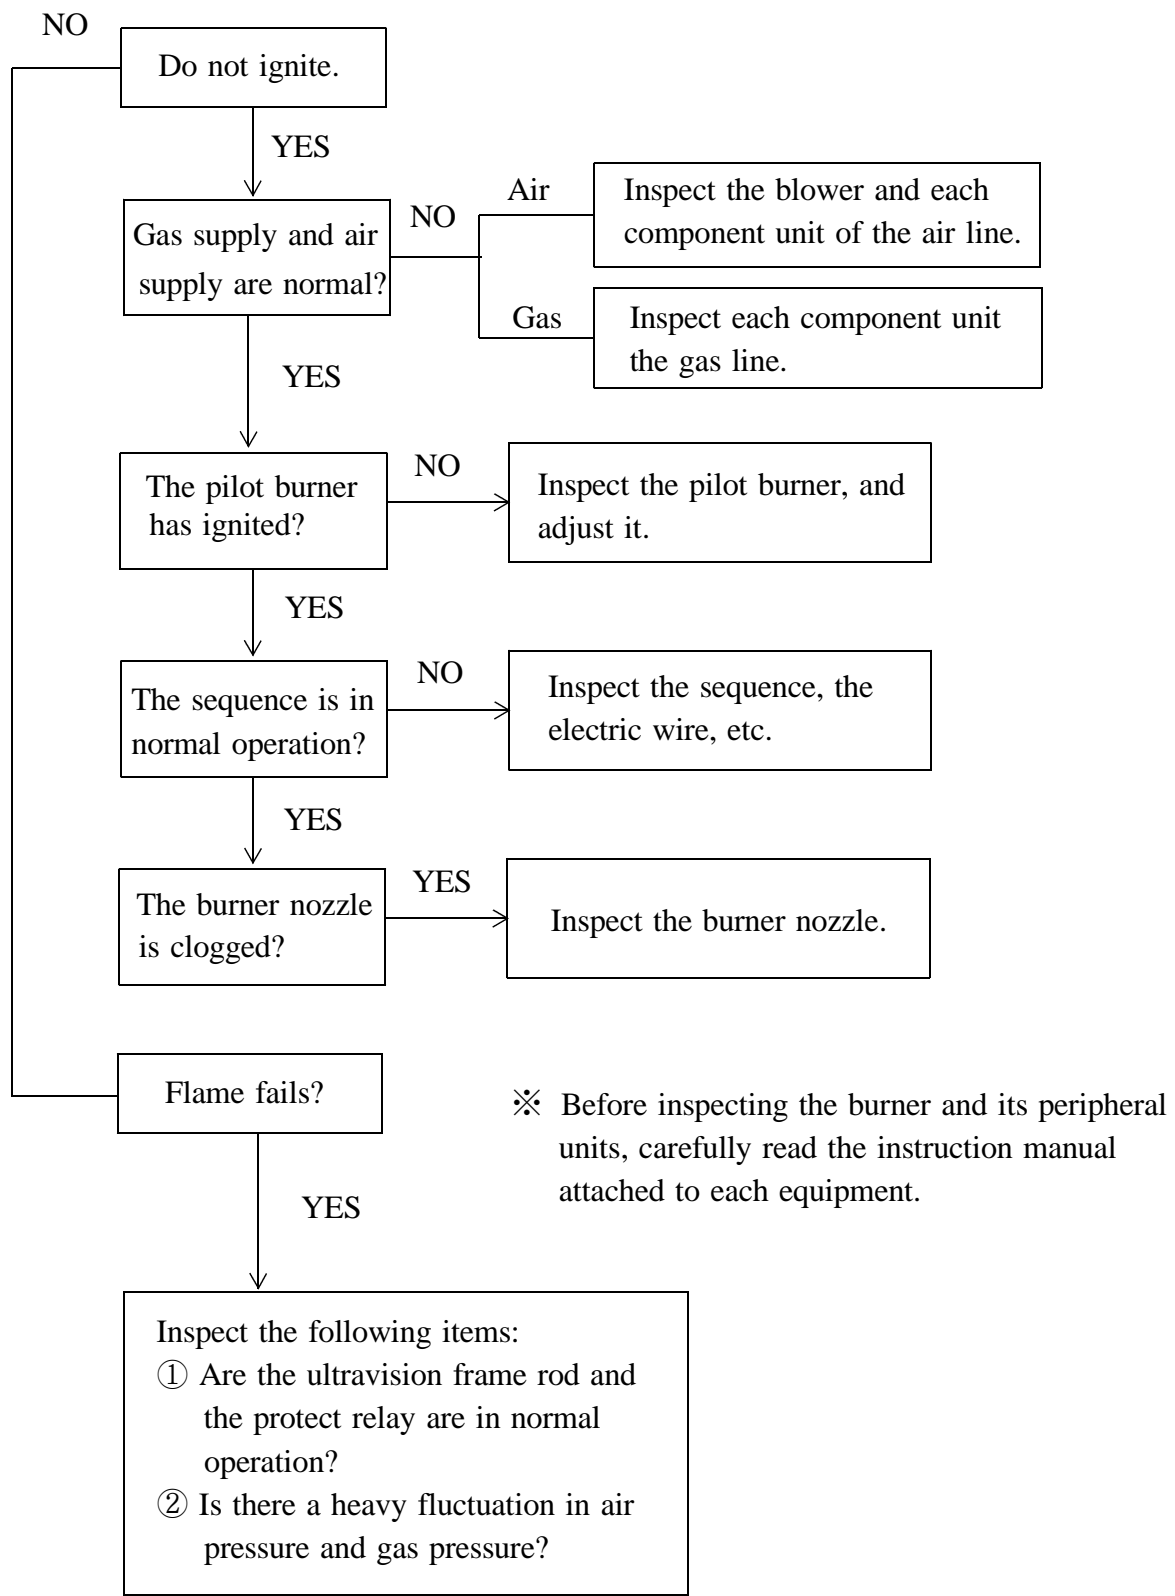 NO
Do not ignite.
YES
Gas supply and air
supply are normal?
NO
Air
Inspect the blower and each
component unit of the air line.
Gas
Inspect each component unit
the gas line.
YES
The pilot burner
has ignited?
NO
Inspect the pilot burner, and
adjust it.
YES
The sequence is in
normal operation?
NO
Inspect the sequence, the
electric wire, etc.
YES
The burner nozzle
is clogged?
YES
Inspect the burner nozzle.
Flame fails?
※ Before inspecting the burner and its peripheral
units, carefully read the instruction manual
attached to each equipment.
YES
Inspect the following items:
① Are the ultravision frame rod and
the protect relay are in normal
operation?
② Is there a heavy fluctuation in air
pressure and gas pressure?